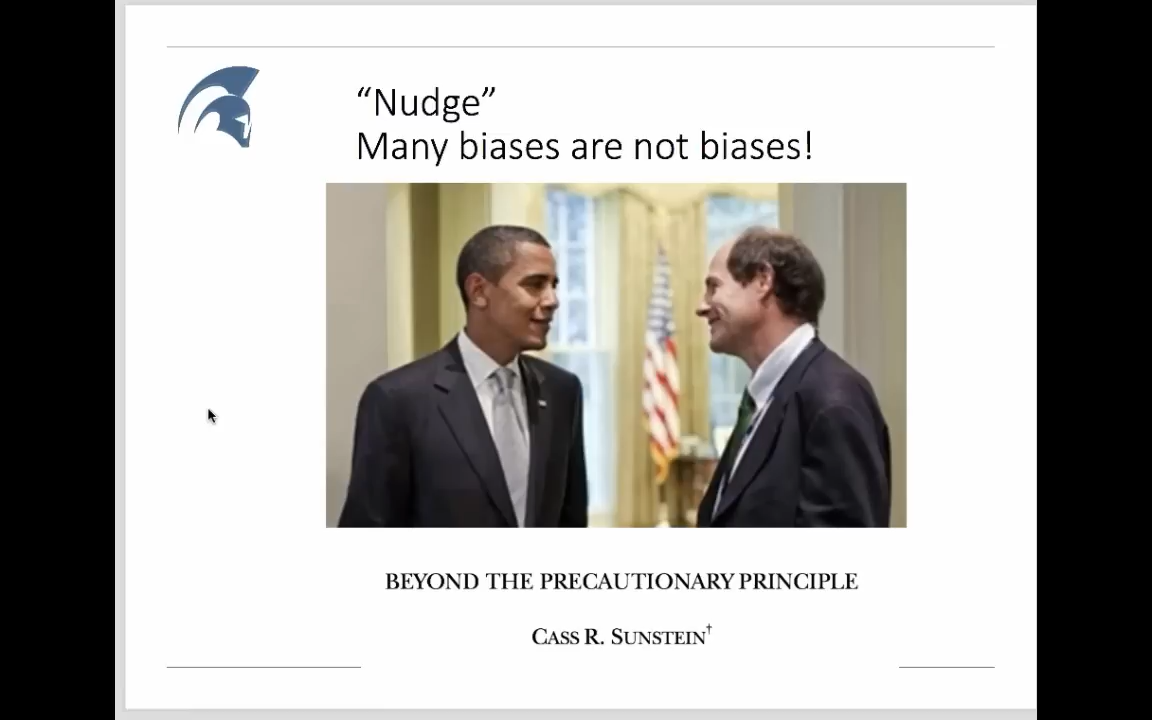 “Nudge”
Many biases are not biases!
BEYOND THE PRECAUTIONARY PRINCIPLE
CASS R. SUNSTEIN†